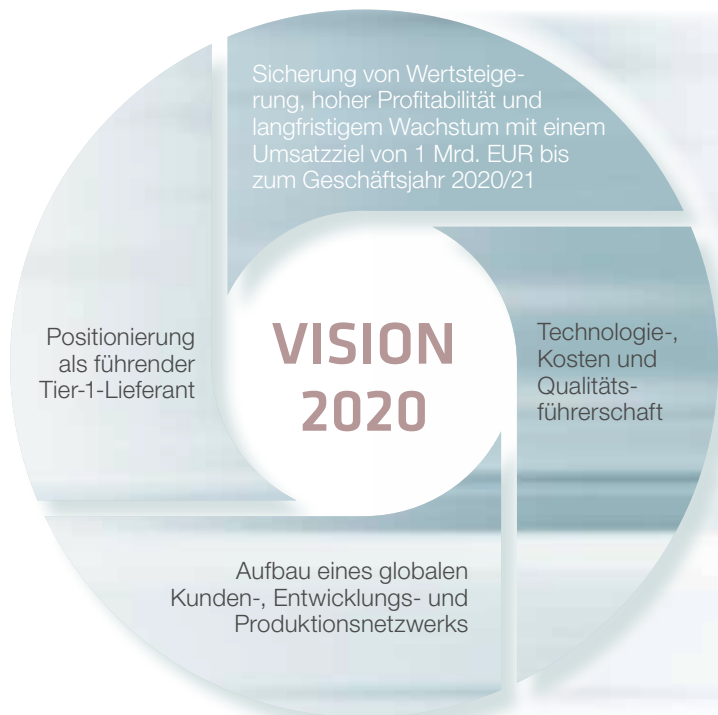 Sicherung von Wertsteige-
rung, hoher Profitabilität und
langfristigem Wachstum mit einem
Umsatzziel von 1 Mrd. EUR bis
zum Geschäftsjahr 2020/21
Positionierung
als führender
Tier-1-Lieferant
VISION
2020
Technologie-,
Kosten und
Qualitäts-
führerschaft
Aufbau eines globalen
Kunden-, Entwicklungs- und
Produktionsnetzwerks